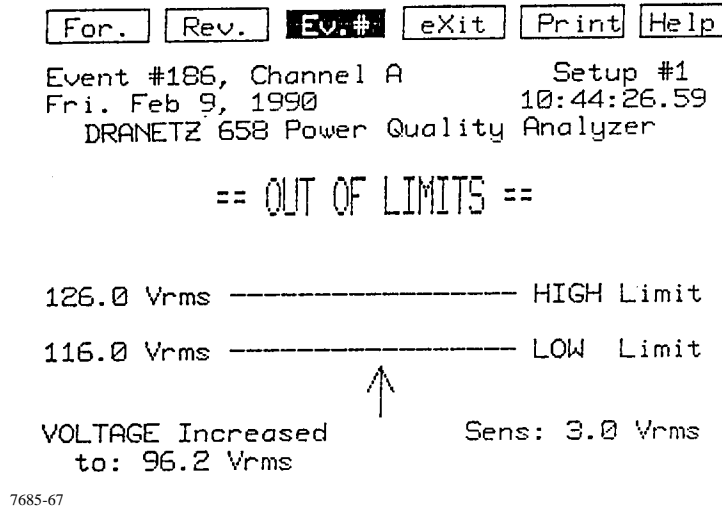 For. Rev. Ev.# eXit Print Help
Event #186, Channel A Setup #1
Fri. Feb 9, 1990 10:44:26.59
DRANETZ 658 Power Quality Analyzer
== OUT OF LIMITS ==
126.0 Vrms ---------------------- HIGH Limit
116.0 Vrms ---------------------- LOW Limit
VOLTAGE Increased Sens: 3.0 Vrms
to: 96.2 Vrms
7685-67